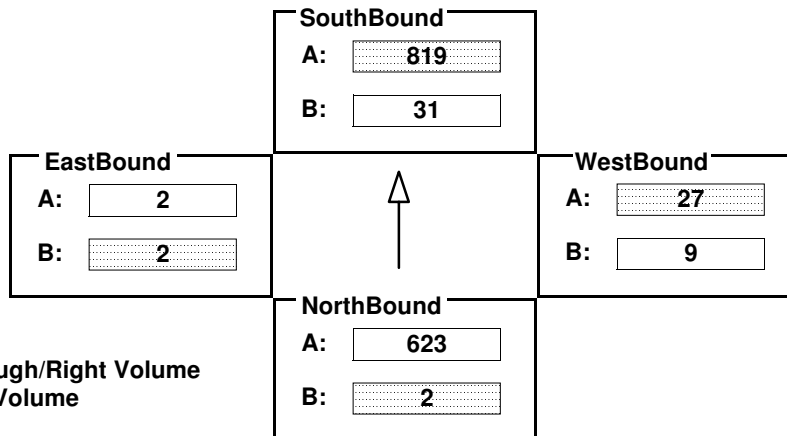 SouthBound
A: 819
B: 31
EastBound
A: 2
B: 2
WestBound
A: 27
B: 9
NorthBound
A: 623
B: 2
ugh/Right Volume
Volume